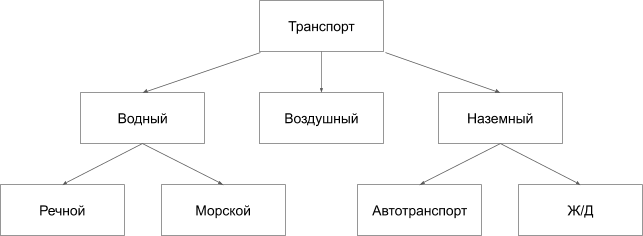 Транспорт
Водный
Воздушный
Наземный
Речной
Морской
Автотранспорт
Ж/Д